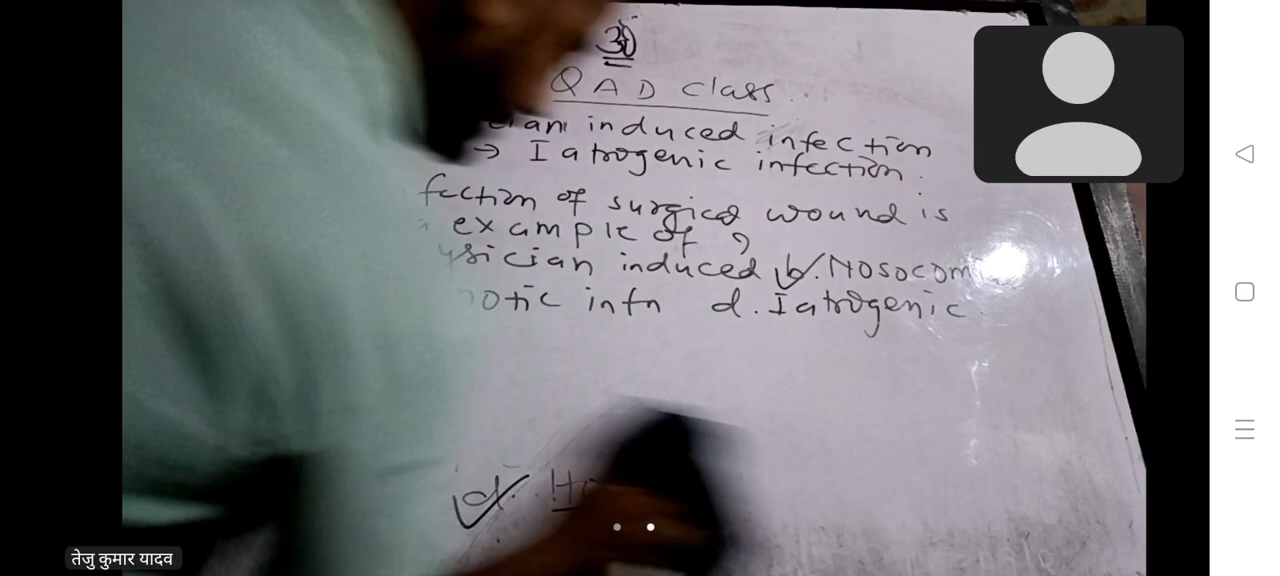 QAD class
induced infection
→ Iatrogenic infection.
of surgical wound is
example of,
induced b. Nosocom
infn d. Iatrogenic
d.
तेजु कुमार यादव